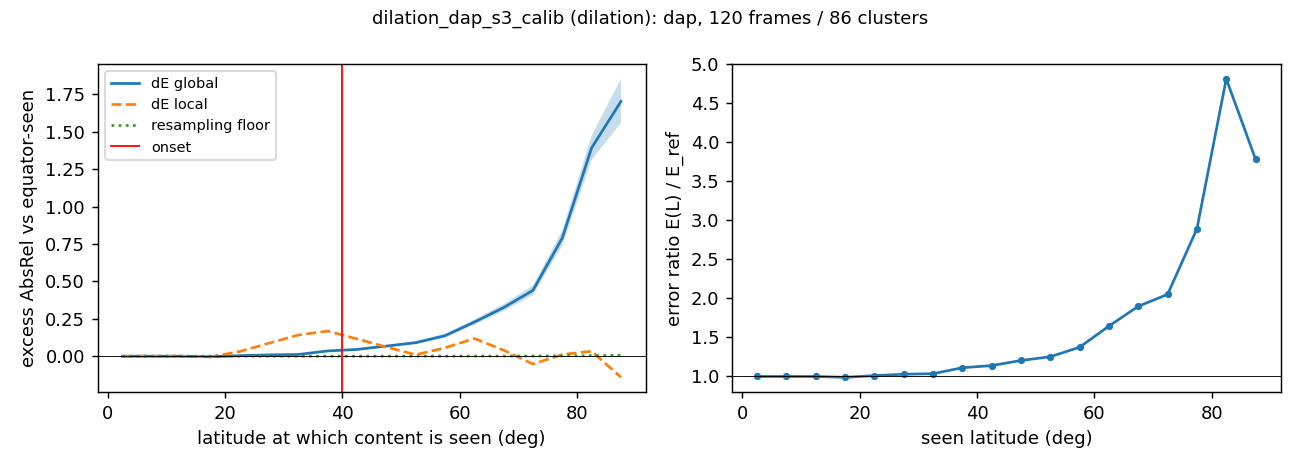 dilation_dap_s3_calib (dilation): dap, 120 frames / 86 clusters
excess AbsRel vs equator-seen
1.75
1.50
1.25
1.00
0.75
0.50
0.25
0.00
dE global
dE local
resampling floor
onset
0 20 40 60 80
latitude at which content is seen (deg)
error ratio E(L) / E_ref
5.0
4.5
4.0
3.5
3.0
2.5
2.0
1.5
1.0
0 20 40 60 80
seen latitude (deg)